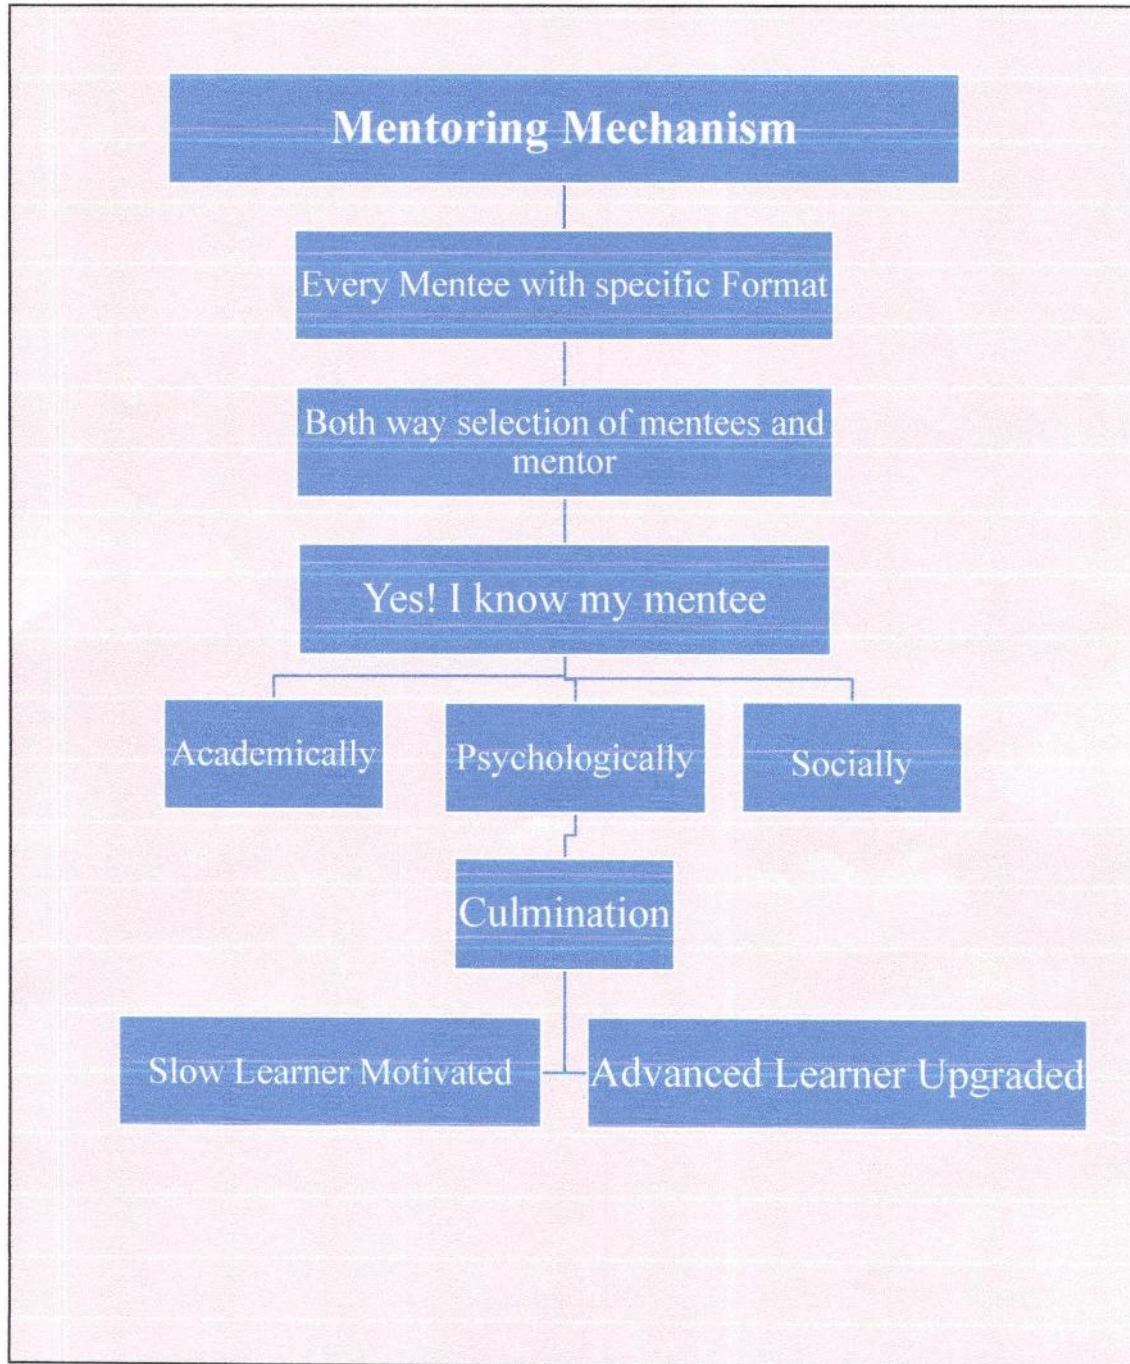 Mentoring Mechanism
Every Mentee with specific Format
Both way selection of mentees and
mentor
Yes! I know my mentee
Academically
Psychologically
Socially
Culmination
Slow Learner Motivated
Advanced Learner Upgraded